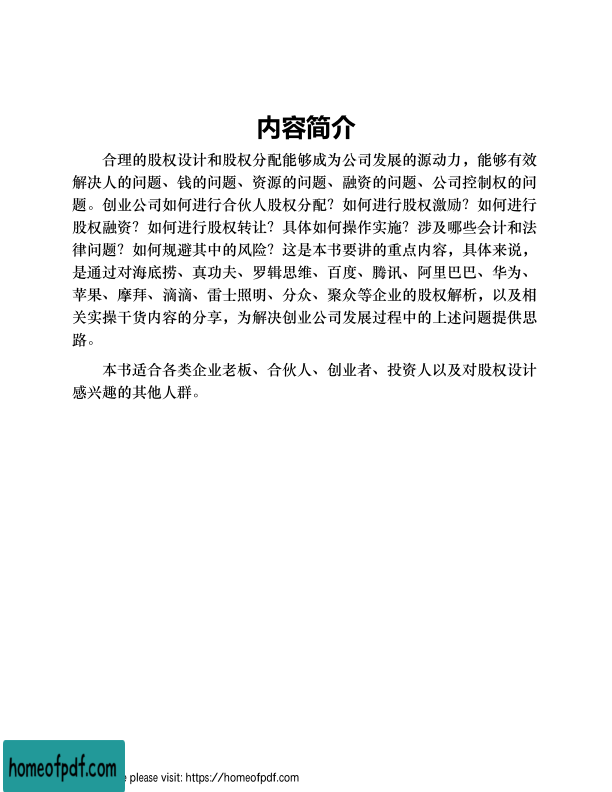 内容简介
合理的股权设计和股权分配能够成为公司发展的源动力，能够有效
解决人的问题、钱的问题、资源的问题、融资的问题、公司控制权的问
题。创业公司如何进行合伙人股权分配？如何进行股权激励？如何进行
股权融资？如何进行股权转让？具体如何操作实施？涉及哪些会计和法
律问题？如何规避其中的风险？这是本书要讲的重点内容，具体来说，
是通过对海底捞、真功夫、罗辑思维、百度、腾讯、阿里巴巴、华为、
苹果、摩拜、滴滴、雷士照明、分众、聚众等企业的股权解析，以及相
关实操干货内容的分享，为解决创业公司发展过程中的上述问题提供思
路。
本书适合各类企业老板、合伙人、创业者、投资人以及对股权设计
感兴趣的其他人群。
homeofpdf.com
e please visit: https://homeofpdf.com